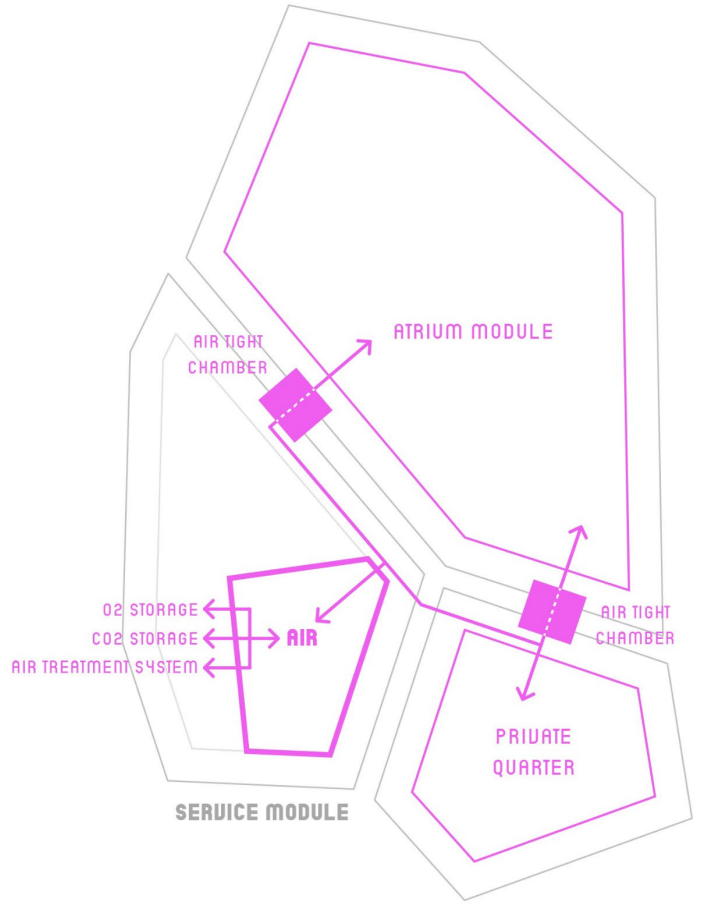 ATRIUM MODULE
AIR TIGHT
CHAMBER
O2 STORAGE
CO2 STORAGE
AIR TREATMENT SYSTEM
AIR
AIR TIGHT
CHAMBER
PRIVATE
QUARTER
SERVICE MODULE